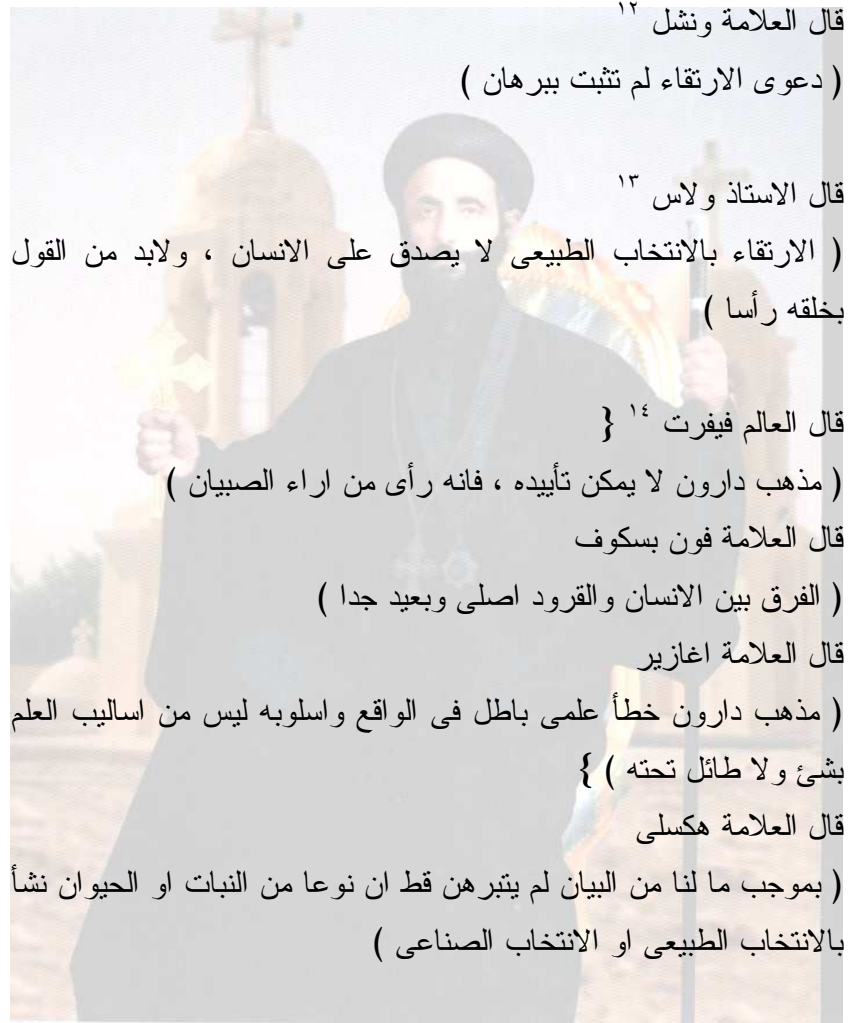 قال العلامة ونشل ١٢
( دعوى الارتقاء لم تثبت ببرهان )
قال الاستاذ ولاس ١٣
( الارتقاء بالانتخاب الطبيعى لا يصدق على الانسان ، ولابد من القول
بخلقه رأسا )
قال العالم فيفرت ١٤ {
( مذهب دارون لا يمكن تأييده ، فانه رأى من اراء الصبيان )
قال العلامة فون بسكوف
( الفرق بين الانسان والقرود اصلى وبعيد جدا )
قال العلامة اغازير
( مذهب دارون خطأ علمى باطل فى الواقع واسلوبه ليس من اساليب العلم
بشئ ولا طائل تحته ) }
قال العلامة هكسلى
( بموجب ما لنا من البيان لم يتبرهن قط ان نوعا من النبات او الحيوان نشأ
بالانتخاب الطبيعى او الانتخاب الصناعى )